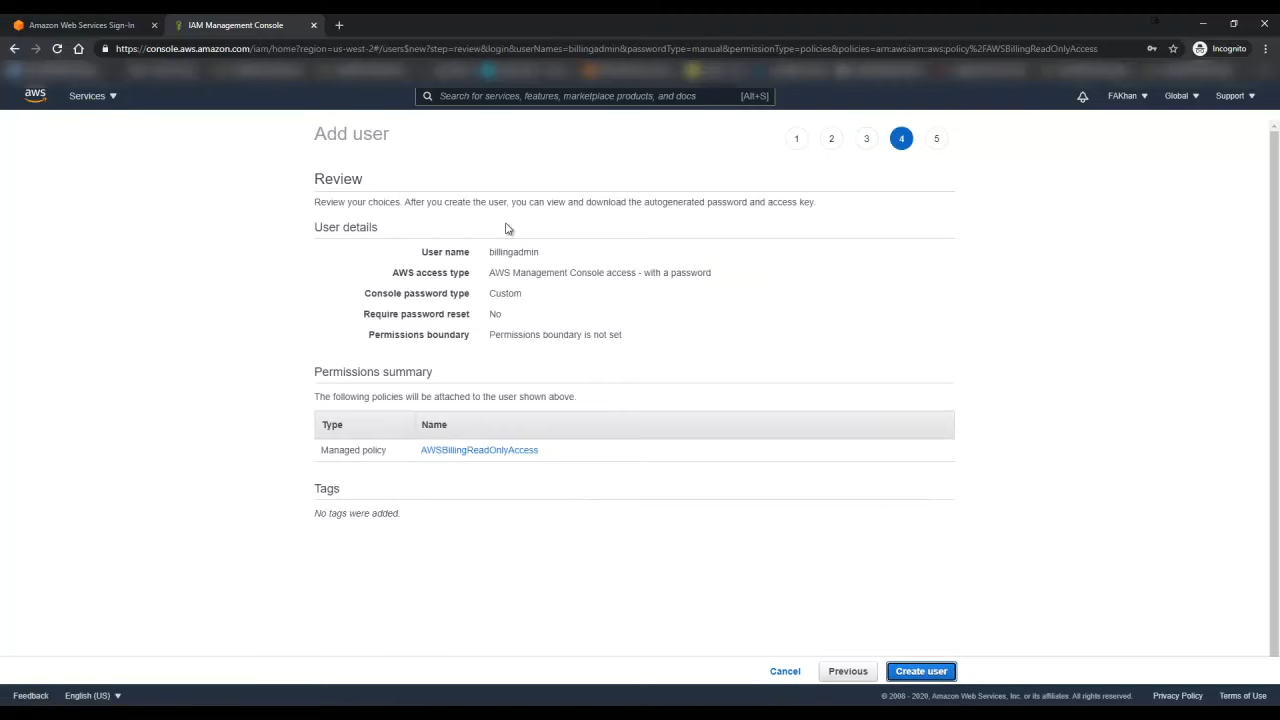 Amazon Web Services Sign-In
IAM Management Console
https://console.aws.amazon.com/iam/home?region=us-west-2#/users$new?step=review&login&userNames=billingadmin&passwordType=manual&permissionType=policies&policies=arn:aws:iam::aws:policy%2FAWSBillingReadOnlyAccess
Incognito
aws
Services
Search for services, features, marketplace products, and docs
[Alt+S]
FAKhan
Global
Support
Add user
1 2 3 4 5
Review
Review your choices. After you create the user, you can view and download the autogenerated password and access key.
User details
User name billingadmin
AWS access type AWS Management Console access - with a password
Console password type Custom
Require password reset No
Permissions boundary Permissions boundary is not set
Permissions summary
The following policies will be attached to the user shown above.
Type Name
Managed policy AWSBillingReadOnlyAccess
Tags
No tags were added.
Cancel Previous Create user
Feedback English (US) © 2008 - 2020, Amazon Web Services, Inc. or its affiliates. All rights reserved. Privacy Policy Terms of Use